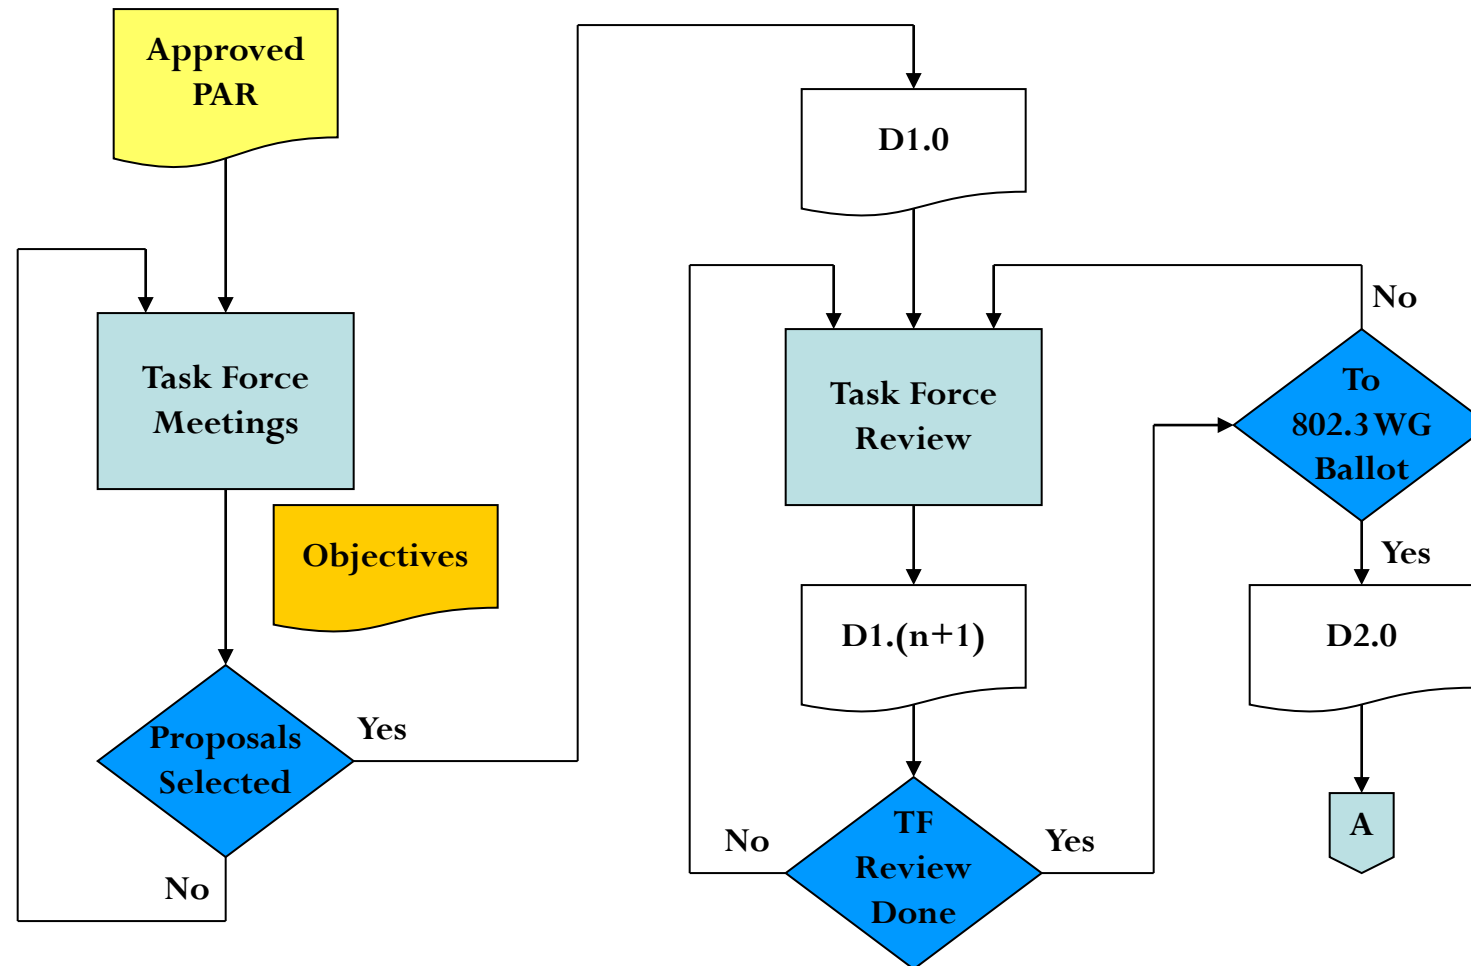 Approved
PAR
Task Force
Meetings
Objectives
Proposals
Selected
Yes
No
D1.0
Task Force
Review
D1.(n+1)
TF
Review
Done
No
Yes
To
802.3 WG
Ballot
No
Yes
D2.0
A